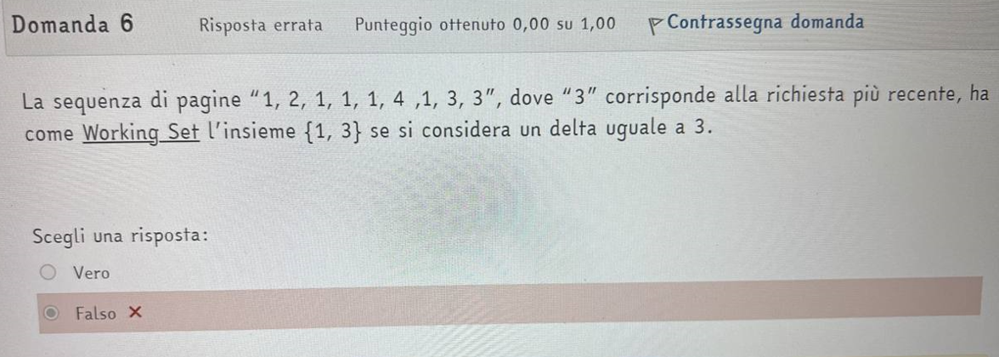 Domanda 6 Risposta errata Punteggio ottenuto 0,00 su 1,00 Contrassegna domanda
La sequenza di pagine “1, 2, 1, 1, 1, 4 ,1, 3, 3”, dove “3” corrisponde alla richiesta più recente, ha
come Working Set l'insieme {1, 3} se si considera un delta uguale a 3.
Scegli una risposta:
Vero
Falso ×